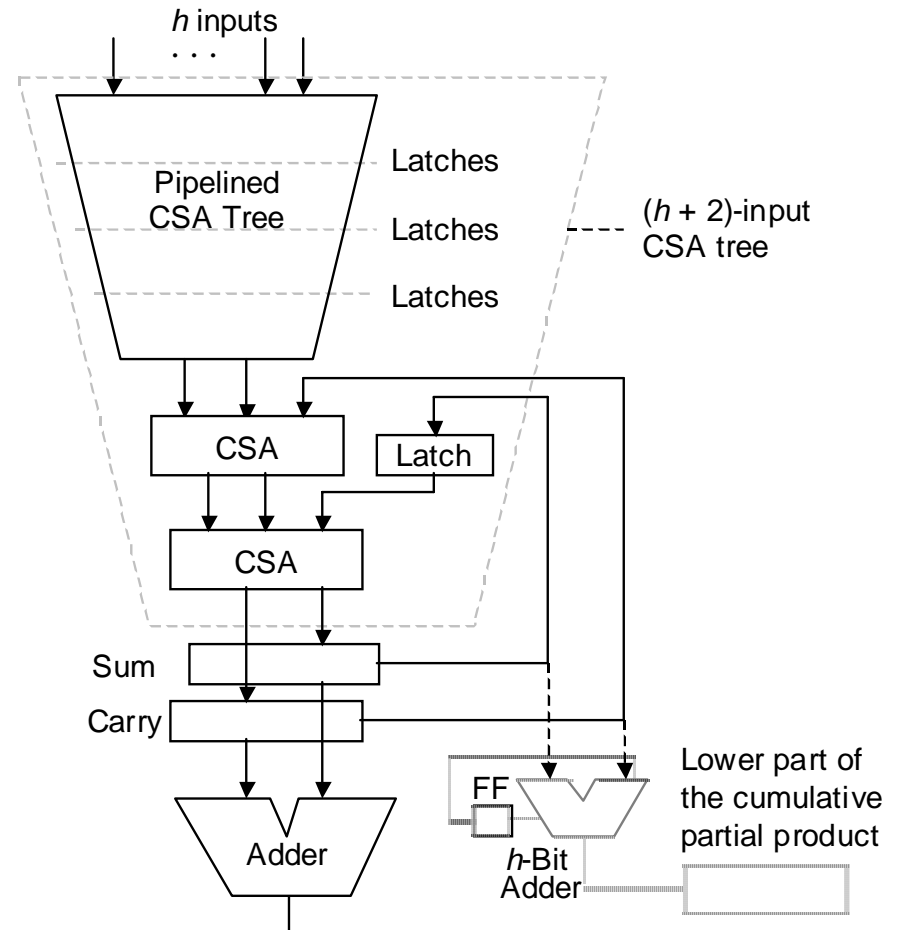 h inputs
. . .
Latches
Pipelined
CSA Tree
Latches
(h + 2)-input
CSA tree
Latches
CSA
Latch
CSA
Sum
Carry
Lower part of
the cumulative
partial product
FF
h-Bit
Adder
Adder